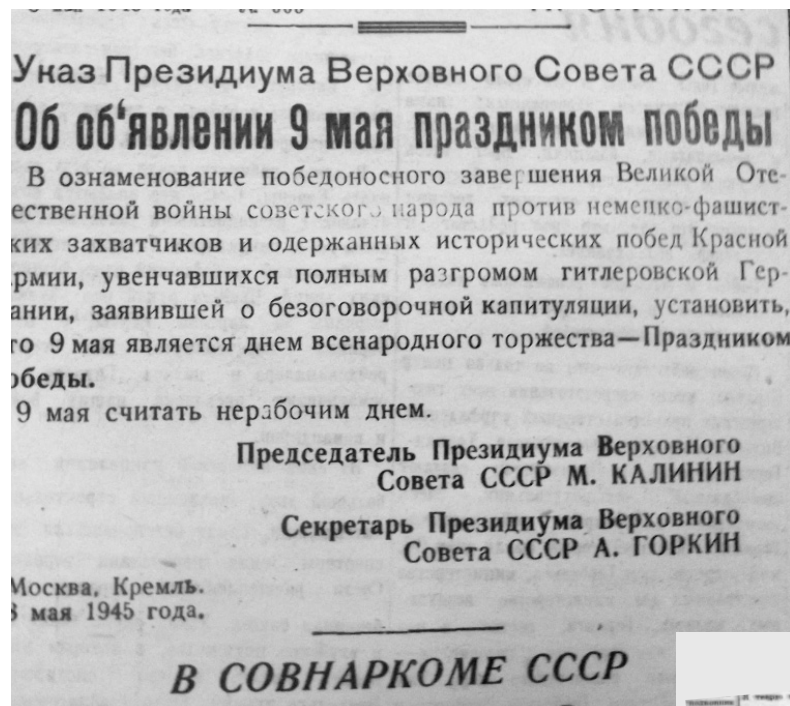 Указ Президиума Верховного Совета СССР
Об об‘явлении 9 мая праздником победы
В ознаменование победоносного завершения Великой Оте-
ественной войны советского народа против немецко-фашист-
ких захватчиков и одержанных исторических побед Красной
рмии, увенчавшихся полным разгромом гитлеровской Гер-
ании, заявившей о безоговорочной капитуляции, установить,
то 9 мая является днем всенародного торжества—Праздником
обеды.
9 мая считать нерабочим днем.
Председатель Президиума Верховного
Совета СССР М. КАЛИНИН
Секретарь Президиума Верховного
Совета СССР А. ГОРКИН
Москва, Кремль.
8 мая 1945 года.
В СОВНАРКОМЕ СССР